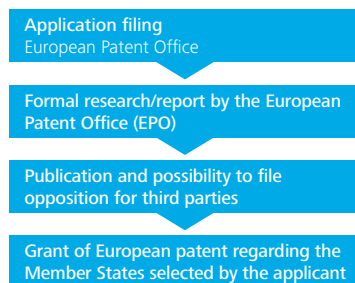 Application filing
European Patent Office
Formal research/report by the European
Patent Office (EPO)
Publication and possibility to file
opposition for third parties
Grant of European patent regarding the
Member States selected by the applicant